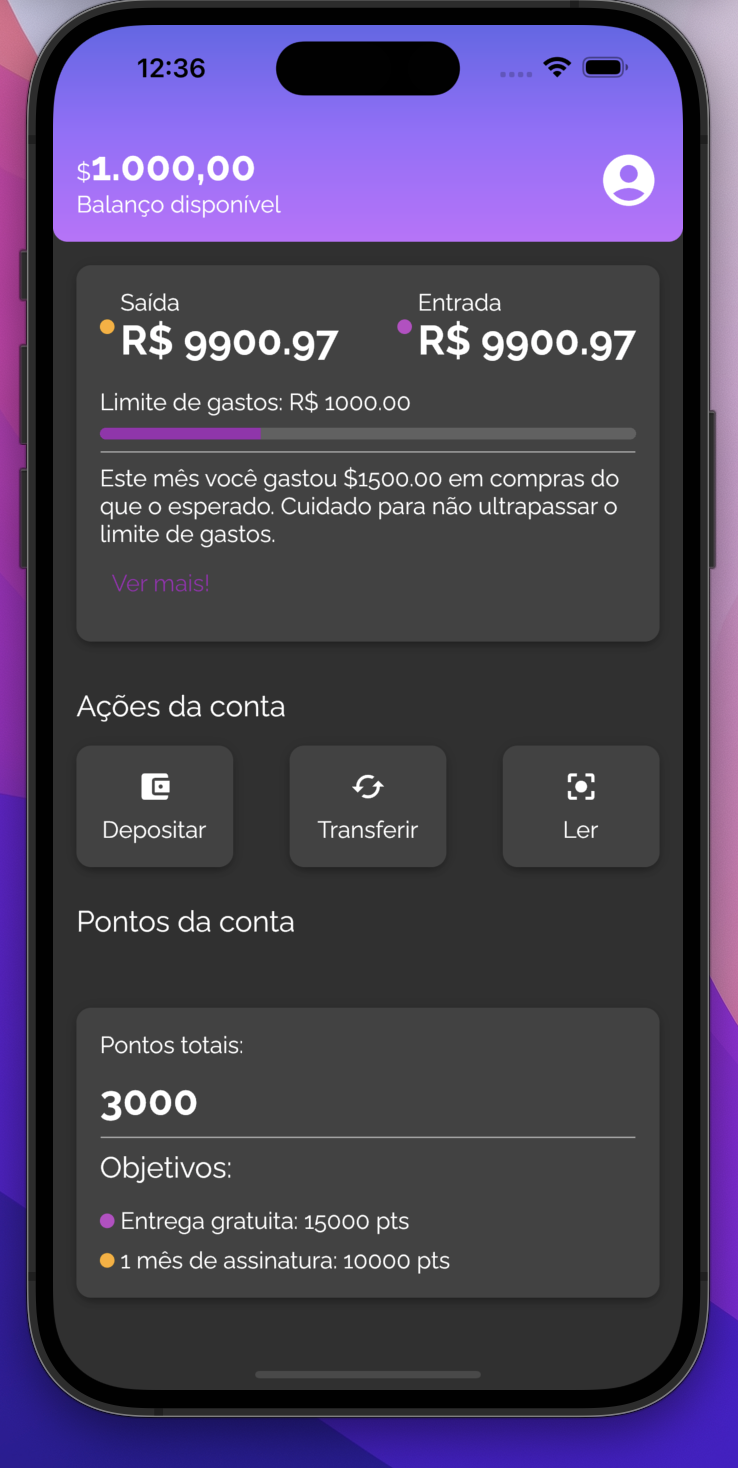 12:36
$1.000,00
Balanço disponível
Saída
R$ 9900.97
Entrada
R$ 9900.97
Limite de gastos: R$ 1000.00
Este mês você gastou $1500.00 em compras do
que o esperado. Cuidado para não ultrapassar o
limite de gastos.
Ver mais!
Ações da conta
Depositar
Transferir
Ler
Pontos da conta
Pontos totais:
3000
Objetivos:
Entrega gratuita: 15000 pts
1 mês de assinatura: 10000 pts